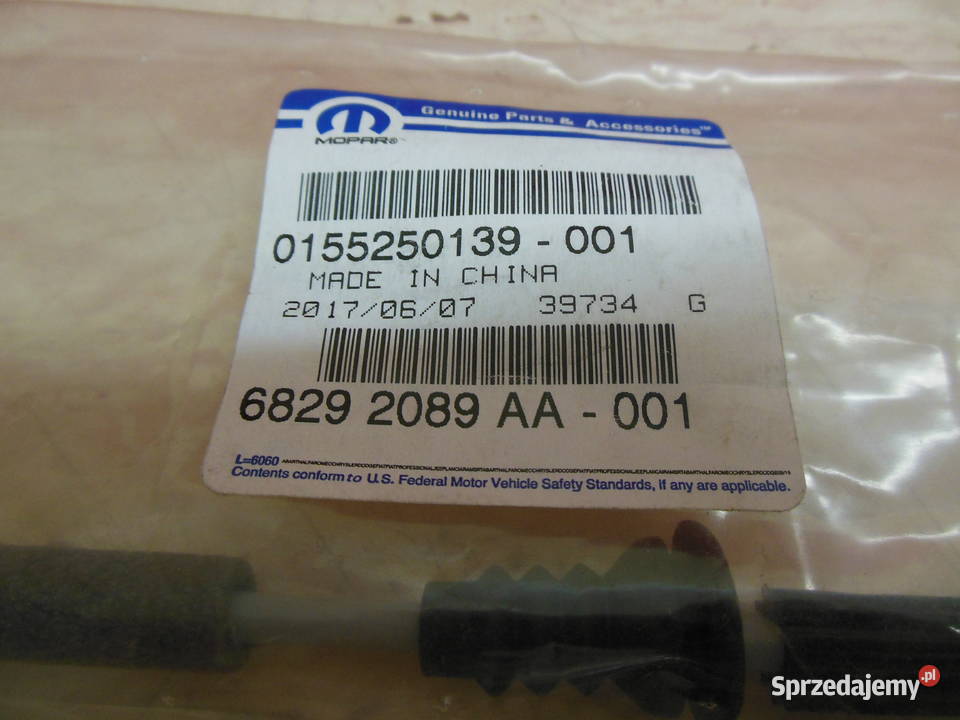 Genuine Parts & Accessories™
MOPAR®
0155250139 - 001
MADE IN CHINA
2017/06/07 39734 G
6829 2089 AA - 001
L=6060
Contents conform to U.S. Federal Motor Vehicle Safety Standards, if any are applicable.
Sprzedajemy.pl